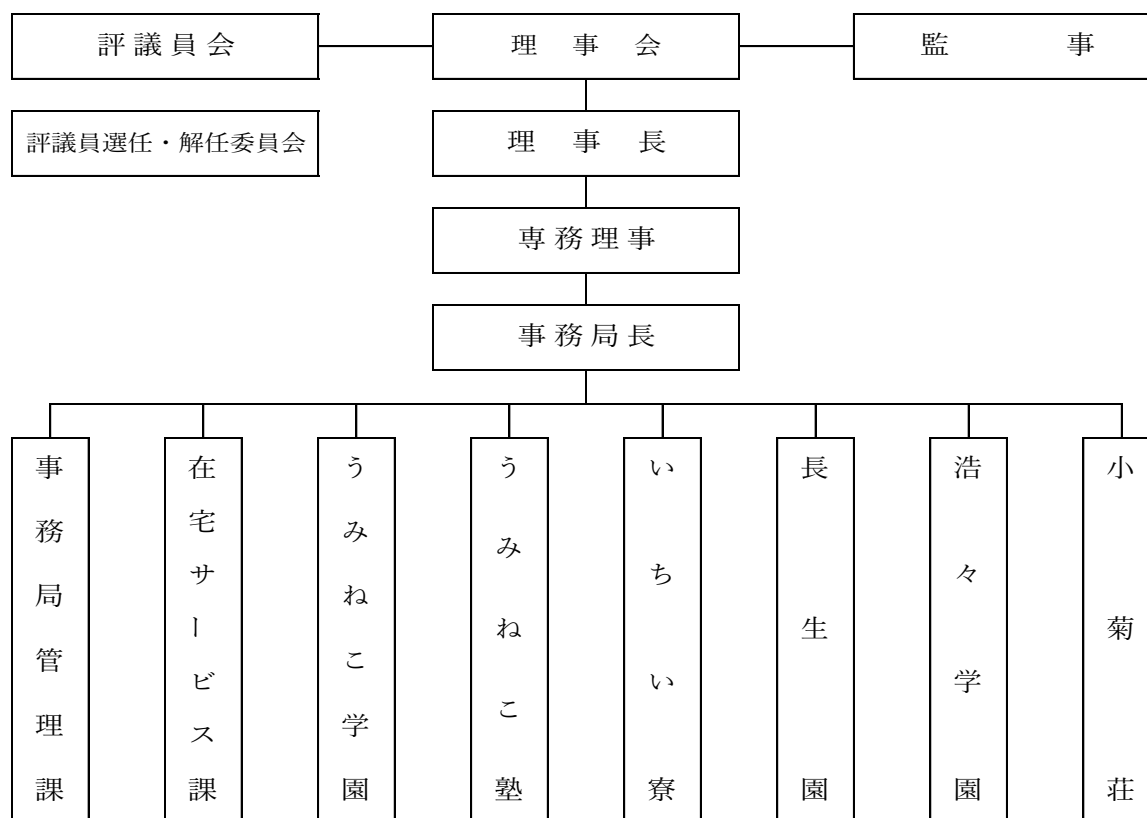 評議員会
理事会
監事
評議員選任・解任委員会
理事長
専務理事
事務局長
事務局管理課
在宅サービス課
うみねこ学園
うみねこ塾
いちい寮
長生園
浩々学園
小菊荘